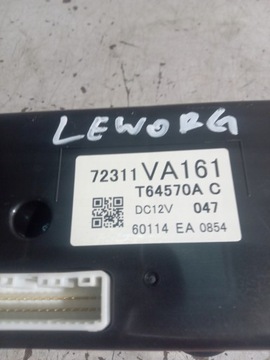 LEWORG
72311 VA161
T64570A C
DC12V 047
60114 EA 0854